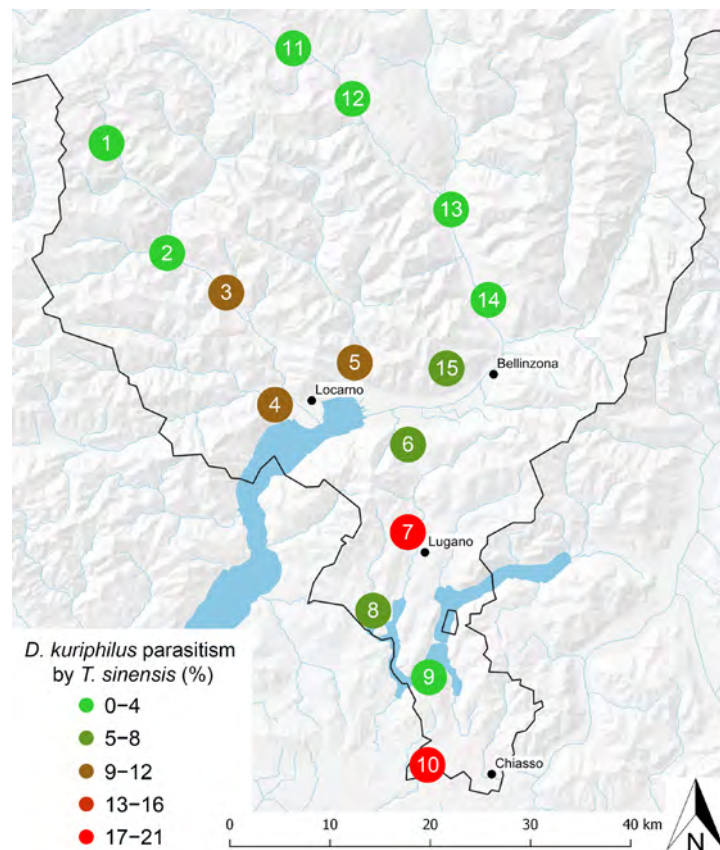 11
12
1
13
2
3
14
5
15
Bellinzona
Locarno
4
6
7
Lugano
8
9
10
Chiasso
D. kuriphilus parasitism
by T. sinensis (%)
0–4
5–8
9–12
13–16
17–21
0 10 20 30 40 km
N